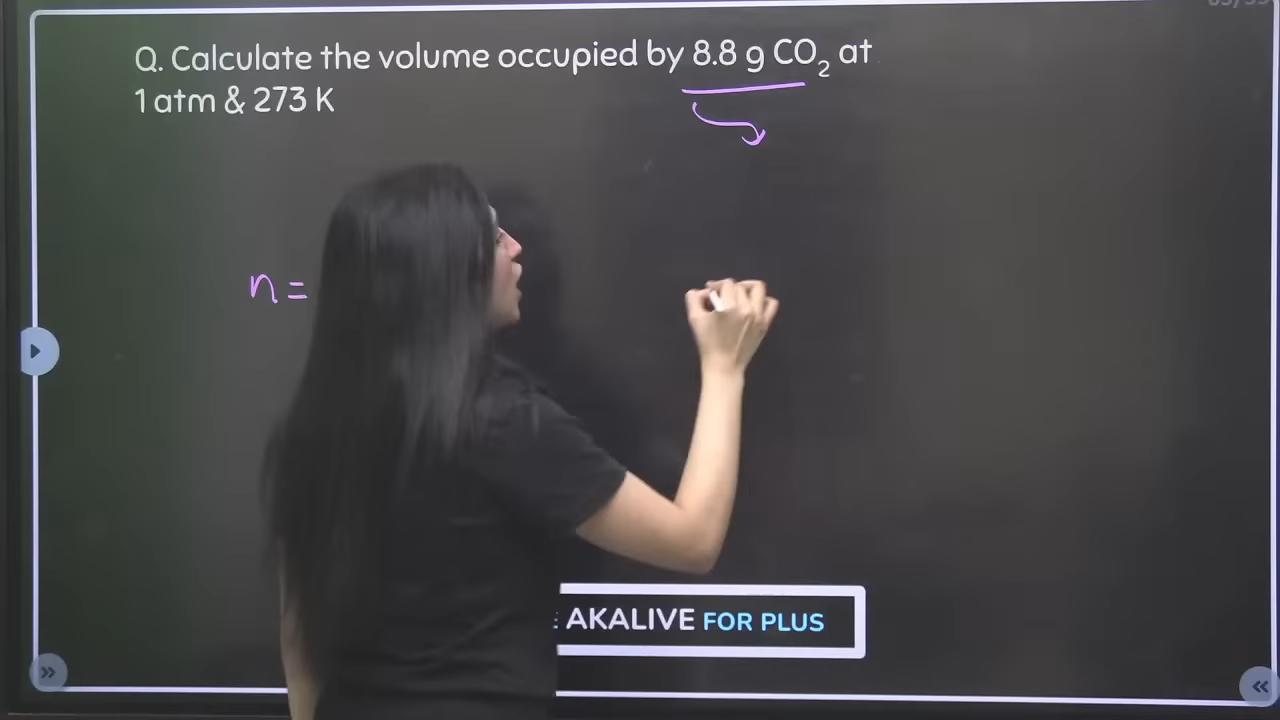 Q. Calculate the volume occupied by 8.8 g CO₂ at
1 atm & 273 K
n =
AKALIVE FOR PLUS